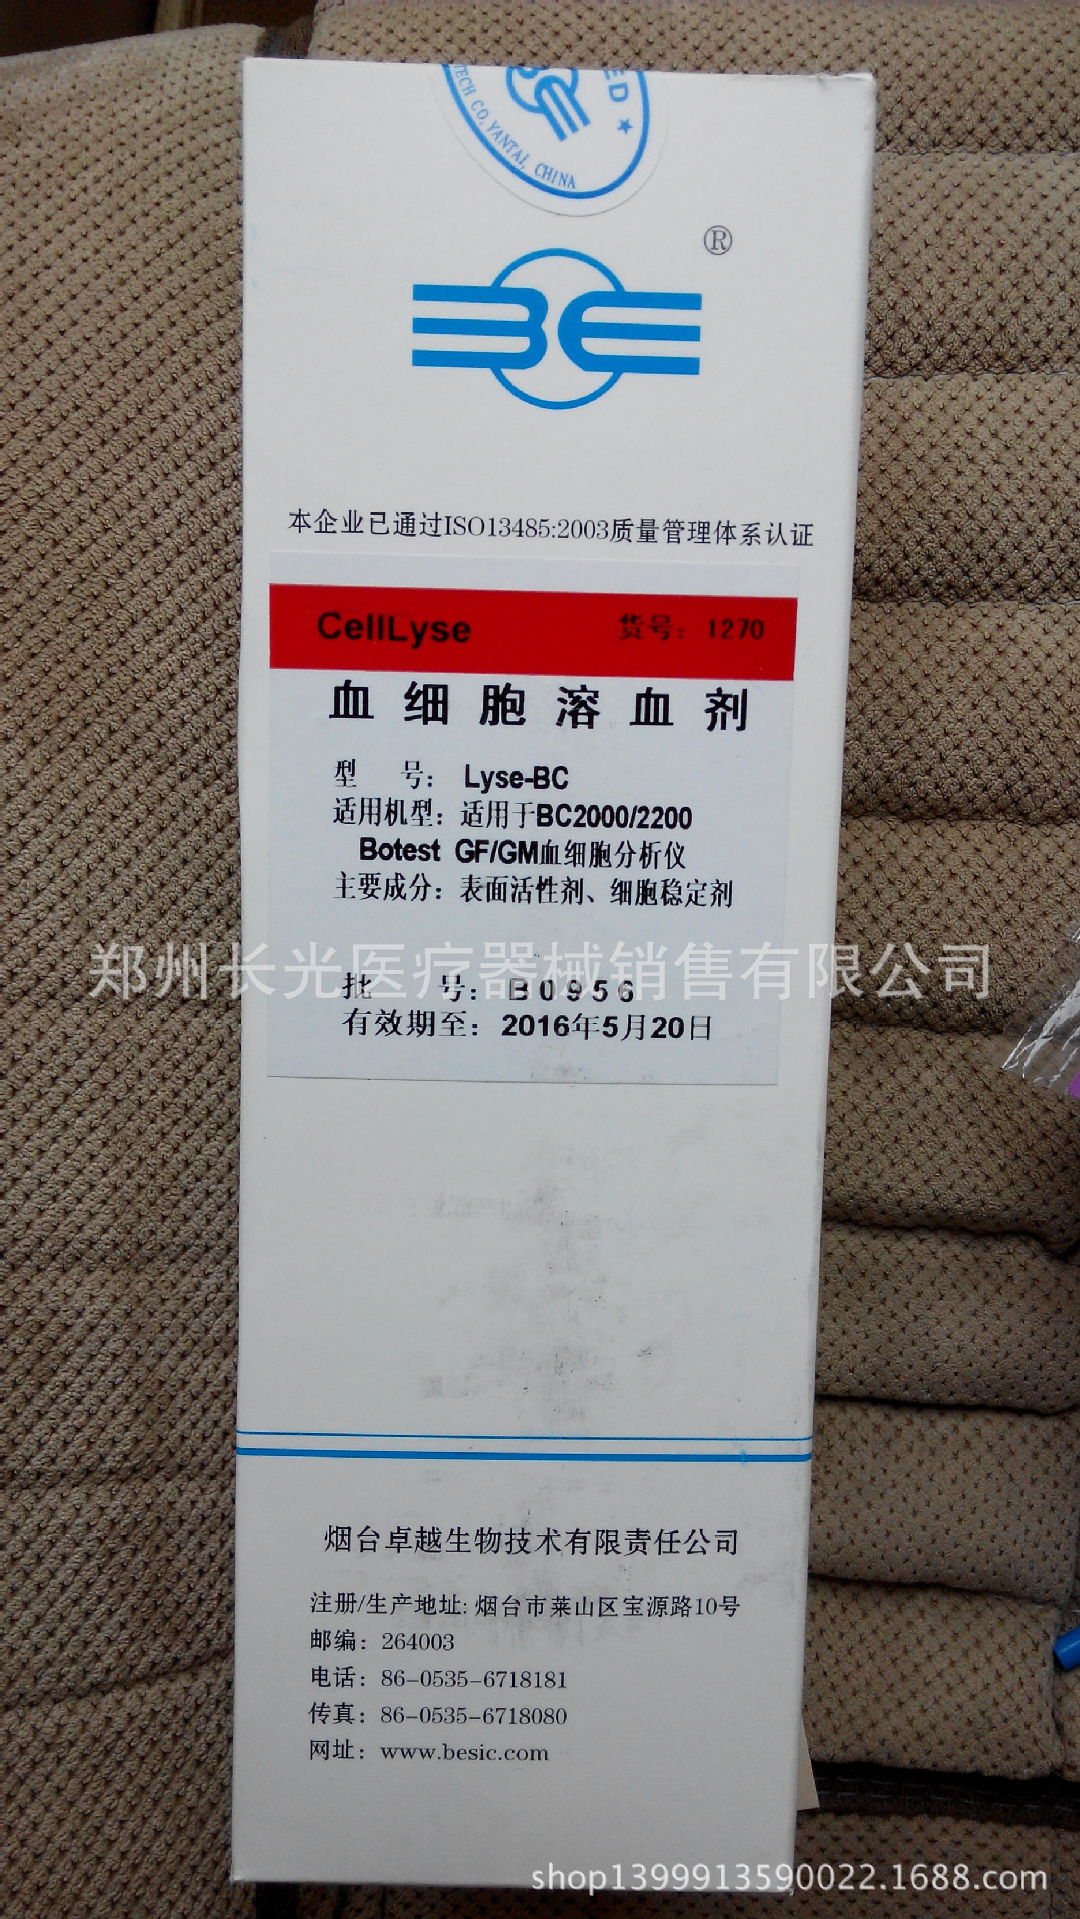 ED ★
TECH CO, YANTAI, CHINA
BE
®
本企业已通过ISO13485:2003质量管理体系认证
CellLyse 货号：1270
血细胞溶血剂
型 号：Lyse-BC
适用机型：适用于BC2000/2200
Botest GF/GM血细胞分析仪
主要成分：表面活性剂、细胞稳定剂
郑州长光医疗器械销售有限公司
批 号：B0956
有效期至：2016年5月20日
烟台卓越生物技术有限责任公司
注册/生产地址: 烟台市莱山区宝源路10号
邮编：264003
电话：86-0535-6718181
传真：86-0535-6718080
网址：www.besic.com
shop1399913590022.1688.com